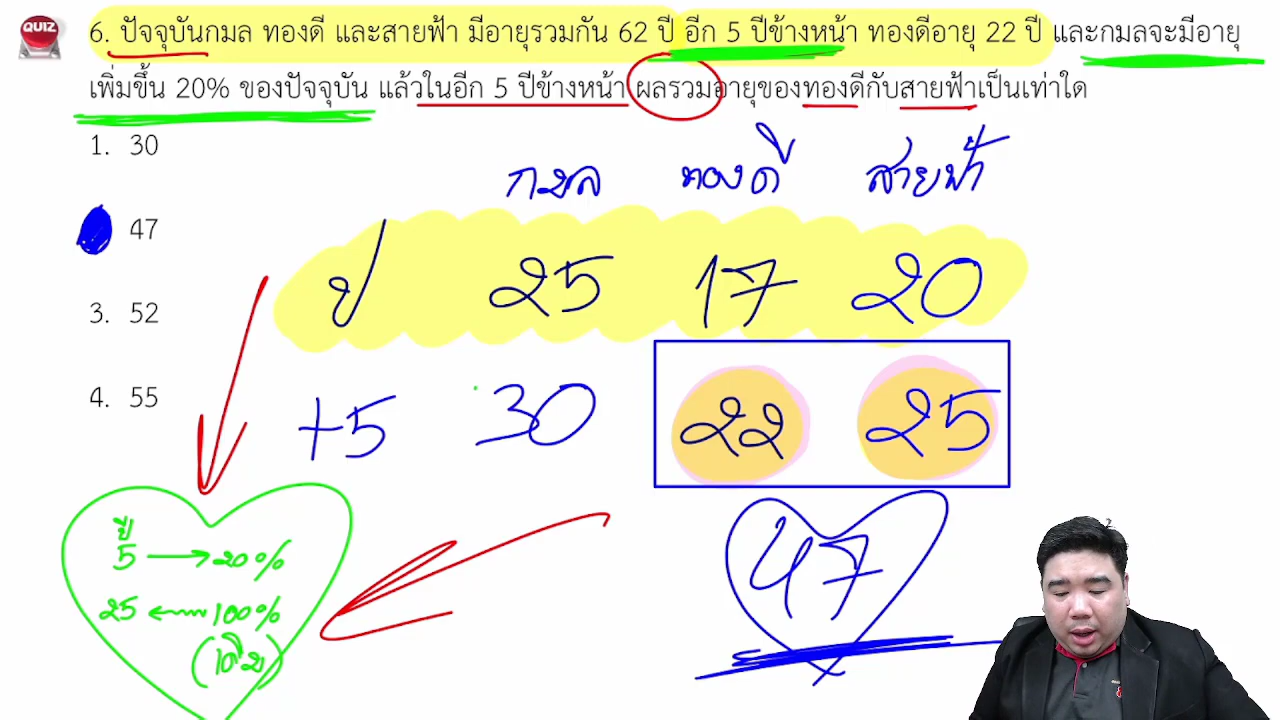 QUIZ
6. ปัจจุบันกมล ทองดี และสายฟ้า มีอายุรวมกัน 62 ปี อีก 5 ปีข้างหน้า ทองดีอายุ 22 ปี และกมลจะมีอายุ
เพิ่มขึ้น 20% ของปัจจุบัน แล้วในอีก 5 ปีข้างหน้า ผลรวมอายุของทองดีกับสายฟ้าเป็นเท่าใด
1. 30
กมล ทองดี สายฟ้า
47
ป 25 17 20
3. 52
4. 55
+5 30 22 25
ปี
5 → 20%
25 ← 100%
(เดิม)
47